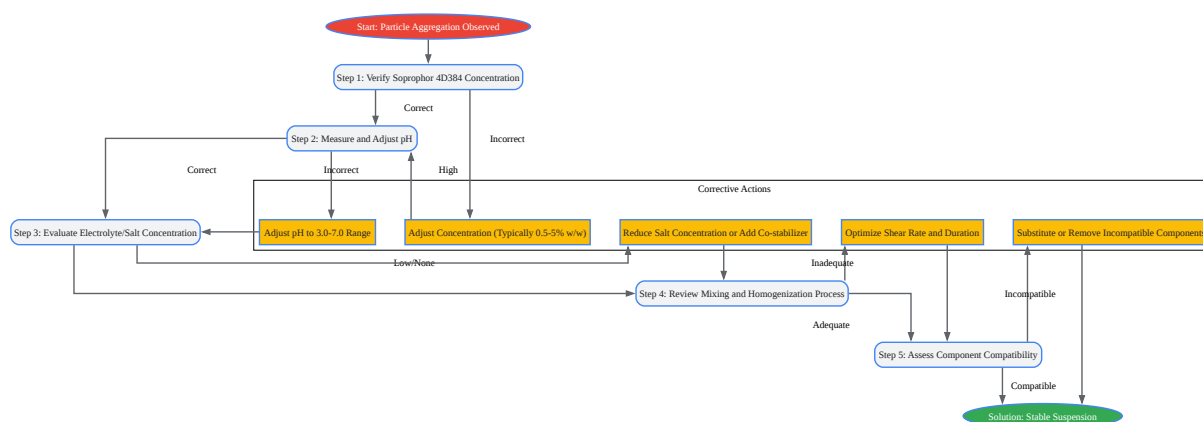 Start: Particle Aggregation Observed
Step 1: Verify Soprophor 4D384 Concentration
Correct
Step 2: Measure and Adjust pH
Incorrect
Correct
Incorrect
High
Corrective Actions
Step 3: Evaluate Electrolyte/Salt Concentration
Adjust pH to 3.0-7.0 Range
Adjust Concentration (Typically 0.5-5% w/w)
Reduce Salt Concentration or Add Co-stabilizer
Optimize Shear Rate and Duration
Substitute or Remove Incompatible Components
Low/None
Inadequate
Step 4: Review Mixing and Homogenization Process
Incompatible
Adequate
Step 5: Assess Component Compatibility
Compatible
Solution: Stable Suspension